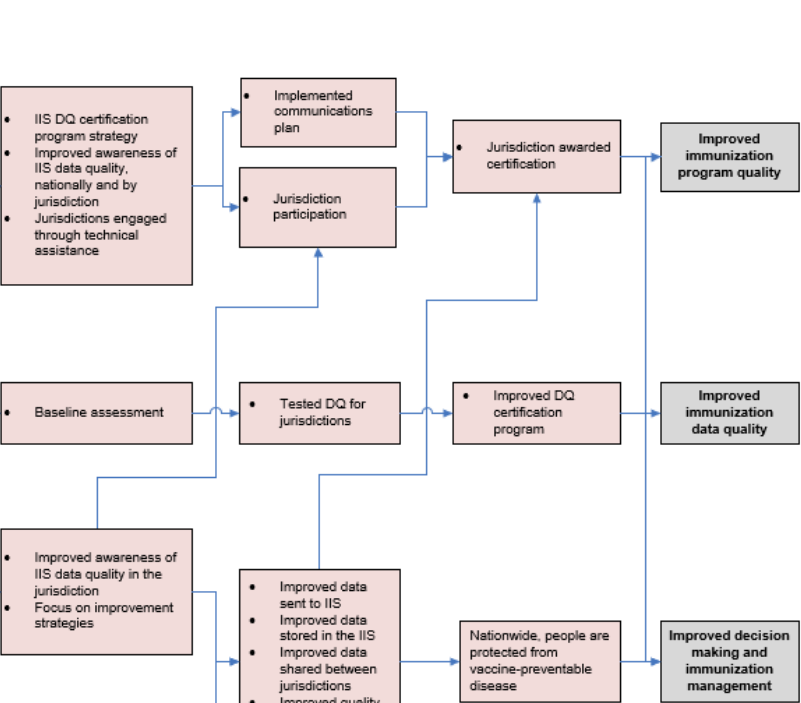 • IIS DQ certification
program strategy
• Improved awareness of
IIS data quality,
nationally and by
jurisdiction
• Jurisdictions engaged
through technical
assistance
• Implemented
communications
plan
• Jurisdiction
participation
• Jurisdiction awarded
certification
Improved
immunization
program quality
• Baseline assessment
• Tested DQ for
jurisdictions
• Improved DQ
certification
program
Improved
immunization
data quality
• Improved awareness of
IIS data quality in the
jurisdiction
• Focus on improvement
strategies
• Improved data
sent to IIS
• Improved data
stored in the IIS
• Improved data
shared between
jurisdictions
• Improved quality
Nationwide, people are
protected from
vaccine-preventable
disease
Improved decision
making and
immunization
management